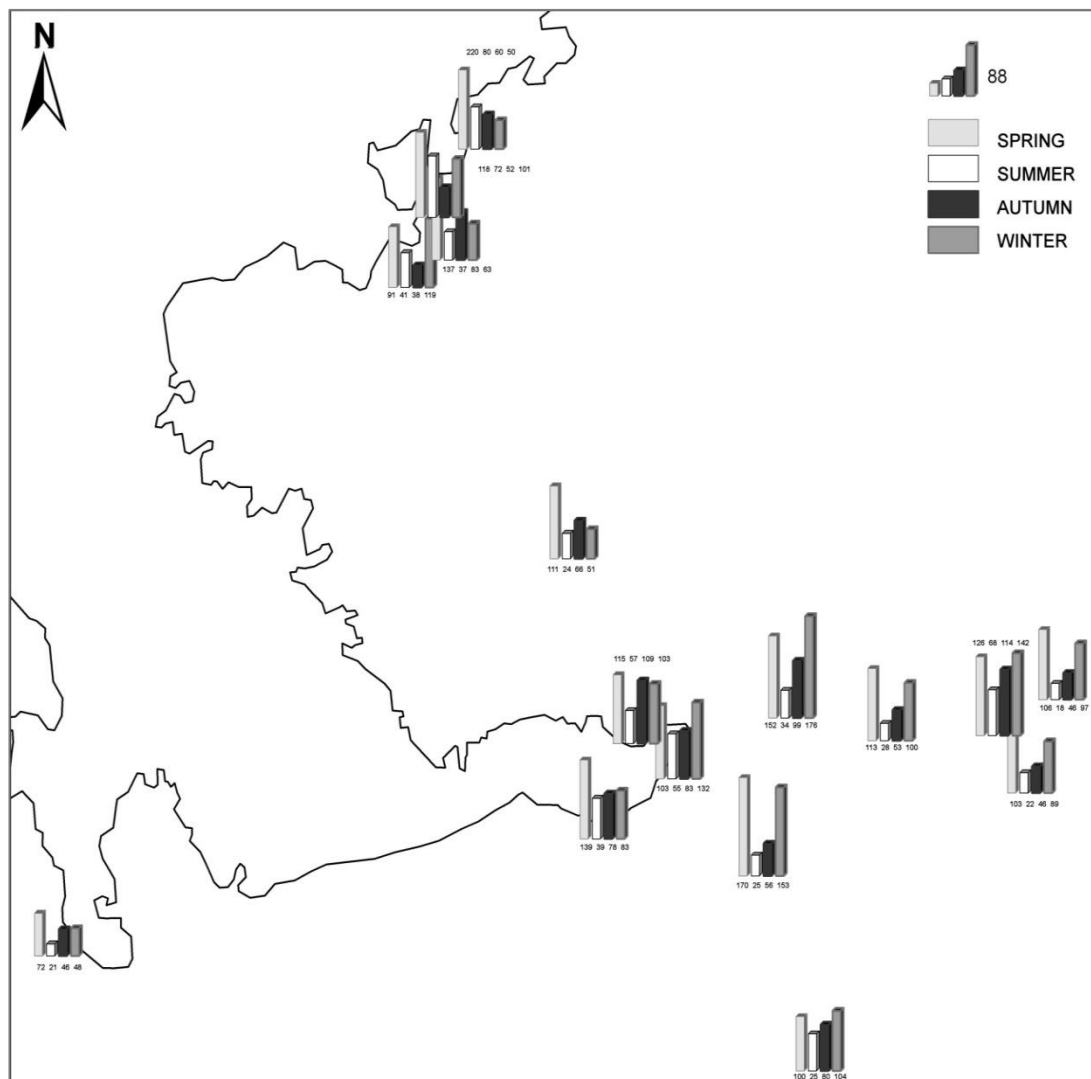 N
220 80 60 50
88
SPRING
SUMMER
AUTUMN
WINTER
118 72 52 101
137 37 83 63
91 41 38 119
111 24 66 51
126 68 114 142
115 57 109 103
106 18 46 97
152 34 99 176
113 28 53 100
103 55 83 132
103 22 46 89
139 39 78 83
170 25 56 153
72 21 46 48
100 25 80 104